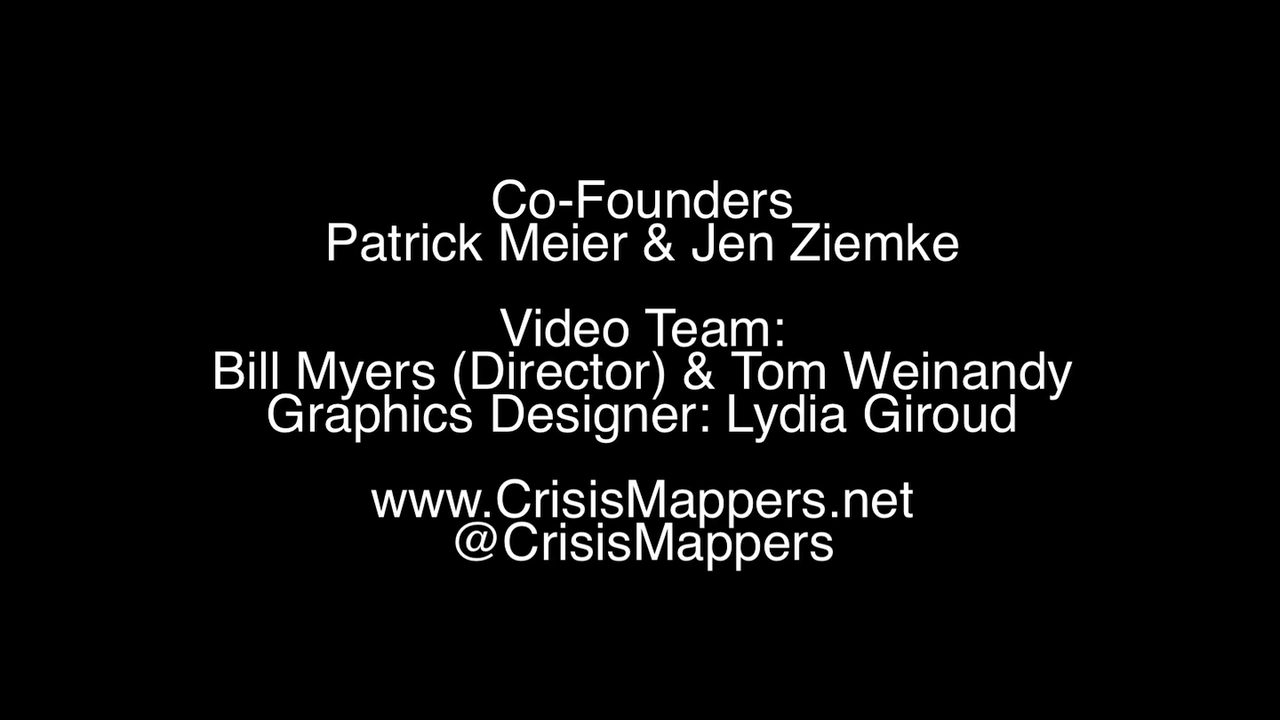 Co-Founders
Patrick Meier & Jen Ziemke
Video Team:
Bill Myers (Director) & Tom Weinandy
Graphics Designer: Lydia Giroud
www.CrisisMappers.net
@CrisisMappers